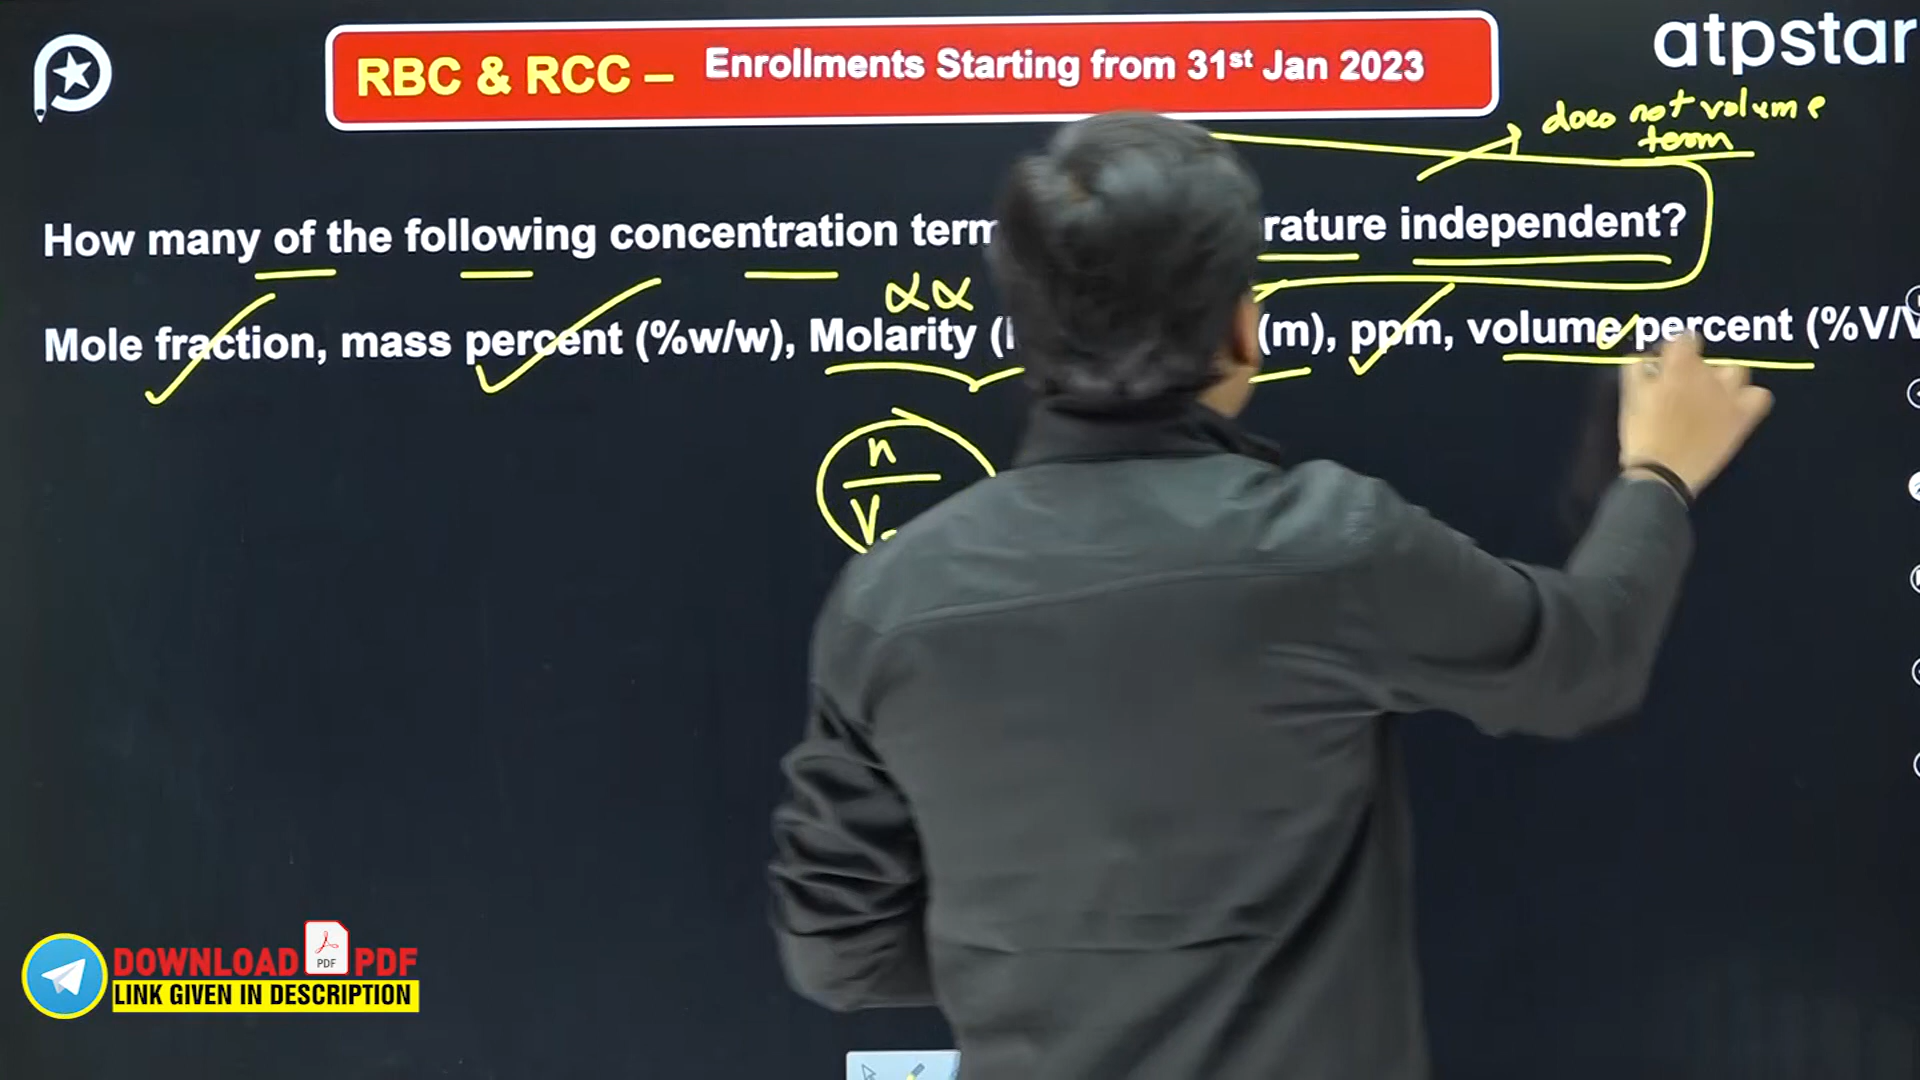 RBC & RCC – Enrollments Starting from 31st Jan 2023
atpstar
does not volume
term
How many of the following concentration term rature independent?
αα
Mole fraction, mass percent (%w/w), Molarity ( (m), ppm, volume percent (%V/V
n
V
DOWNLOAD PDF PDF
LINK GIVEN IN DESCRIPTION